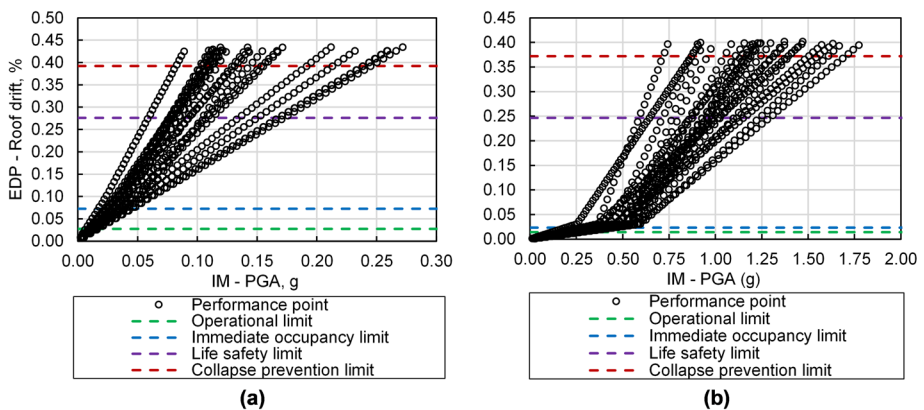 0.50
0.45
0.40
0.35
0.30
0.25
0.20
0.15
0.10
0.05
0.00
EDP - Roof drift, %
0.00 0.05 0.10 0.15 0.20 0.25 0.30
IM - PGA, g
Performance point
Operational limit
Immediate occupancy limit
Life safety limit
Collapse prevention limit
(a)
0.45
0.40
0.35
0.30
0.25
0.20
0.15
0.10
0.05
0.00
0.00 0.25 0.50 0.75 1.00 1.25 1.50 1.75 2.00
IM - PGA (g)
Performance point
Operational limit
Immediate occupancy limit
Life safety limit
Collapse prevention limit
(b)